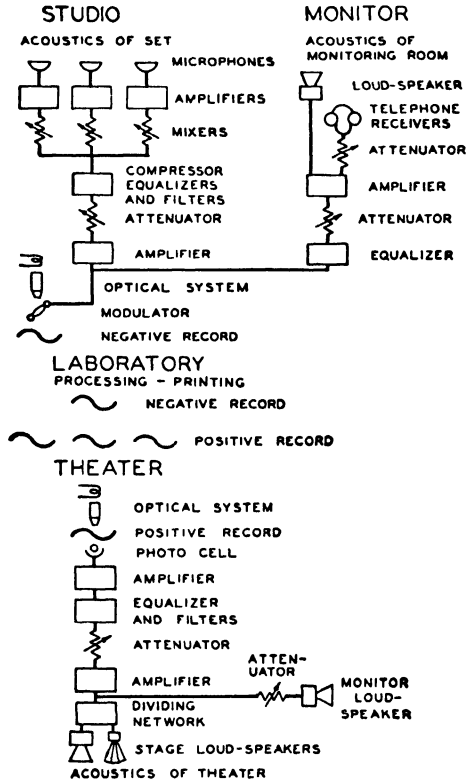 STUDIO
ACOUSTICS OF SET
MICROPHONES
AMPLIFIERS
MIXERS
COMPRESSOR
EQUALIZERS
AND FILTERS
ATTENUATOR
AMPLIFIER
OPTICAL SYSTEM
MODULATOR
NEGATIVE RECORD
MONITOR
ACOUSTICS OF
MONITORING ROOM
LOUD-SPEAKER
TELEPHONE
RECEIVERS
ATTENUATOR
AMPLIFIER
ATTENUATOR
EQUALIZER
LABORATORY
PROCESSING - PRINTING
NEGATIVE RECORD
POSITIVE RECORD
THEATER
OPTICAL SYSTEM
POSITIVE RECORD
PHOTO CELL
AMPLIFIER
EQUALIZER
AND FILTERS
ATTENUATOR
AMPLIFIER
DIVIDING
NETWORK
ATTEN-
UATOR
MONITOR
LOUD-
SPEAKER
STAGE LOUD-SPEAKERS
ACOUSTICS OF THEATER